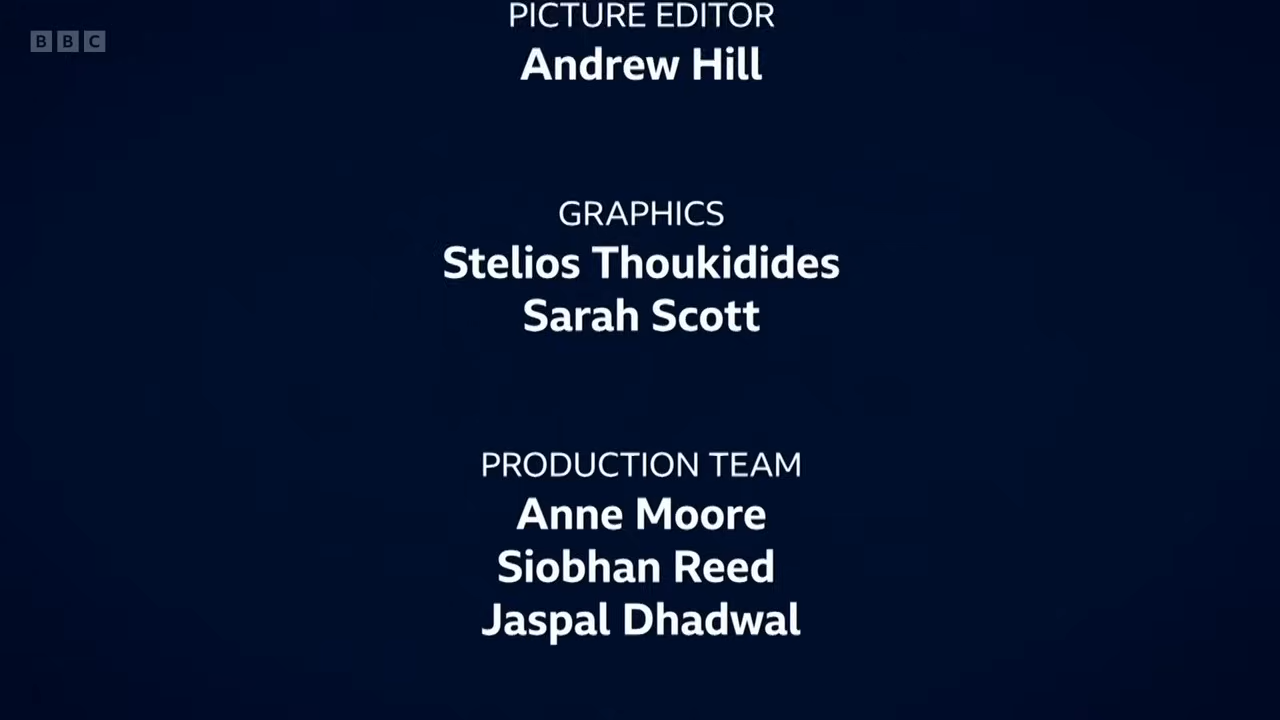 BBC
PICTURE EDITOR
Andrew Hill
GRAPHICS
Stelios Thoukidides
Sarah Scott
PRODUCTION TEAM
Anne Moore
Siobhan Reed
Jaspal Dhadwal